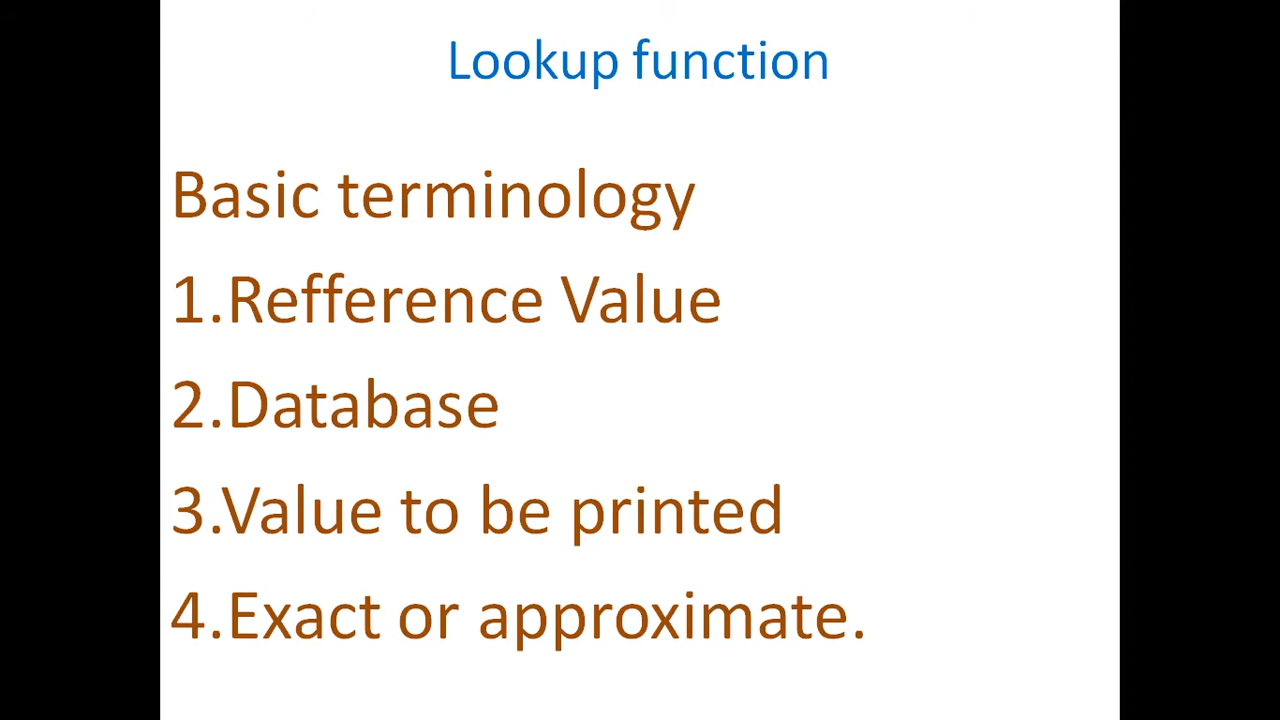 Lookup function
Basic terminology
1.Refference Value
2.Database
3.Value to be printed
4.Exact or approximate.